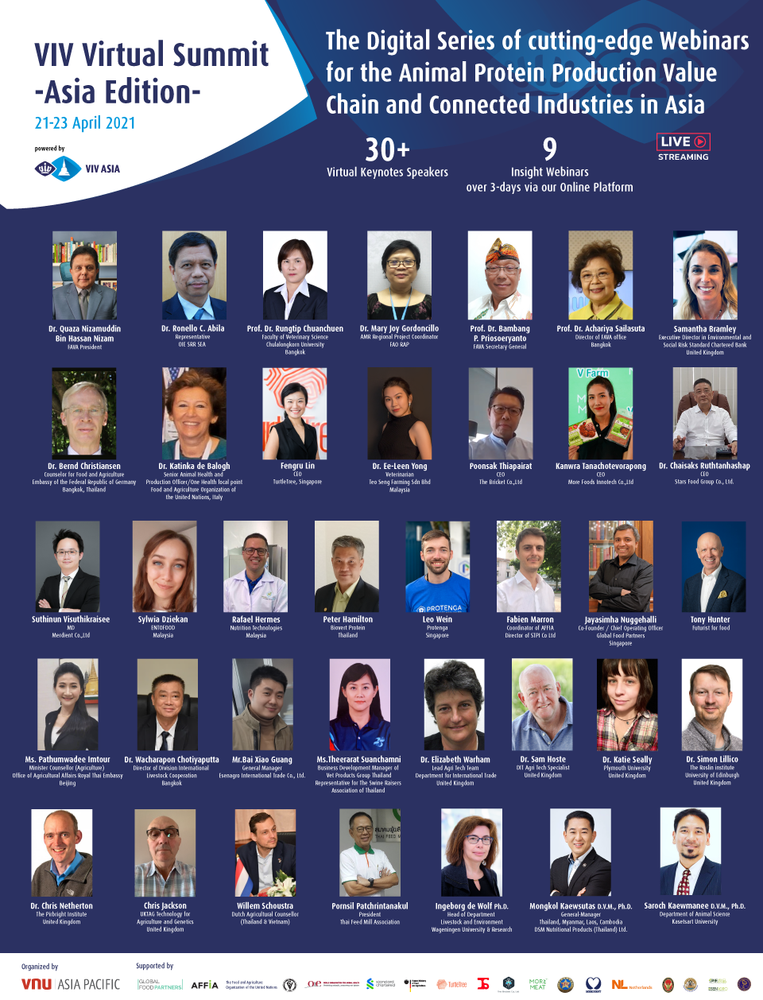 VIV Virtual Summit
-Asia Edition-
21-23 April 2021
powered by
viv
VIV ASIA
The Digital Series of cutting-edge Webinars
for the Animal Protein Production Value
Chain and Connected Industries in Asia
30+
Virtual Keynotes Speakers
9
Insight Webinars
over 3-days via our Online Platform
LIVE
STREAMING
Dr. Quaza Nizamuddin
Bin Hassan Nizam
FAVA President
Dr. Ronello C. Abila
Representative
OIE SRR SEA
Prof. Dr. Rungtip Chuanchuen
Faculty of Veterinary Science
Chulalongkorn University
Bangkok
Dr. Mary Joy Gordoncillo
AMR Regional Project Coordinator
FAO RAP
Prof. Dr. Bambang
P. Priosoeryanto
FAVA Secretary General
Prof. Dr. Achariya Sailasuta
Director of FAVA office
Bangkok
Samantha Bramley
Executive Director in Environmental and
Social Risk Standard Chartered Bank
United Kingdom
V Farm
Dr. Bernd Christiansen
Counselor for Food and Agriculture
Embassy of the Federal Republic of Germany
Bangkok, Thailand
Dr. Katinka de Balogh
Senior Animal Health and
Production Officer/One Health focal point
Food and Agriculture Organization of
the United Nations, Italy
Fengru Lin
CEO
TurtleTree, Singapore
Dr. Ee-Leen Yong
Veterinarian
Teo Seng Farming Sdn Bhd
Malaysia
Poonsak Thiapairat
CEO
The Bricket Co.,Ltd
Kanwra Tanachotevorapong
CEO
More Foods Innotech Co.,Ltd
Dr. Chaisaks Ruthtanhashap
CEO
Stars Food Group Co., Ltd.
PROTENGA
Suthinun Visuthikraisee
MD
Merdient Co.,Ltd
Sylwia Dziekan
ENTOFOOD
Malaysia
Rafael Hermes
Nutrition Technologies
Malaysia
Peter Hamilton
Biovert Protein
Thailand
Leo Wein
Protenga
Singapore
Fabien Marron
Coordinator of AFFIA
Director of STPI Co Ltd
Jayasimha Nuggehalli
Co-Founder / Chief Operating Officer
Global Food Partners
Singapore
Tony Hunter
Futurist for food
Ms. Pathumwadee Imtour
Minister Counsellor (Agriculture)
Office of Agricultural Affairs Royal Thai Embassy
Beijing
Dr. Wacharapon Chotiyaputta
Director of Division International
Livestock Cooperation
Bangkok
Mr.Bai Xiao Guang
General Manager
Esenagro International Trade Co., Ltd.
Ms.Theerarat Suanchamni
Business Development Manager of
Vet Products Group Thailand
Representative for The Swine Raisers
Association of Thailand
Dr. Elizabeth Warham
Lead Agri Tech Team
Department for International Trade
United Kingdom
Dr. Sam Hoste
DIT Agri Tech Specialist
United Kingdom
Dr. Katie Seally
Plymouth University
United Kingdom
Dr. Simon Lillico
The Roslin institute
University of Edinburgh
United Kingdom
THAI FEED M
Dr. Chris Netherton
The Pirbright Institute
United Kingdom
Chris Jackson
UKTAG Technology for
Agriculture and Genetics
United Kingdom
Willem Schoustra
Dutch Agricultural Counsellor
(Thailand & Vietnam)
Pornsil Patchrintanakul
President
Thai Feed Mill Association
Ingeborg de Wolf Ph.D.
Head of Department
Livestock and Environment
Wageningen University & Research
Mongkol Kaewsutas D.V.M., Ph.D.
General-Manager
Thailand, Myanmar, Laos, Cambodia
DSM Nutritional Products (Thailand) Ltd.
Saroch Kaewmanee D.V.M., Ph.D.
Department of Animal Science
Kasetsart University
Organized by
vnu | ASIA PACIFIC
Supported by
GLOBAL
FOOD PARTNERS
AFFIA
The Food and Agriculture
Organization of the United Nations
Oie
standard
chartered
TurtleTree
MORE
MEAT
NL Netherlands